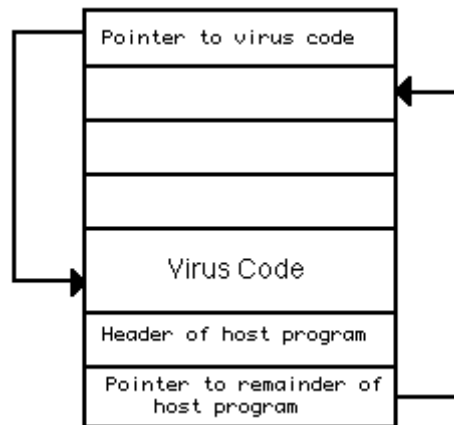 Pointer to virus code
Virus Code
Header of host program
Pointer to remainder of
host program